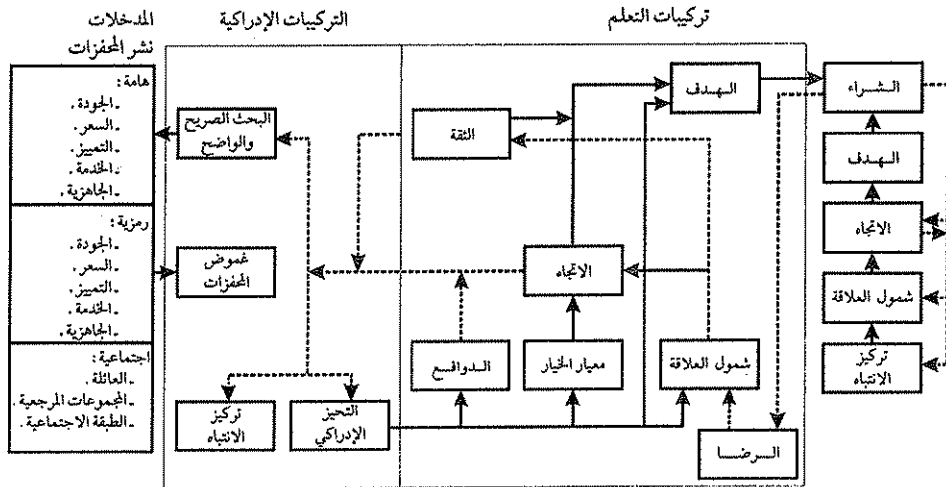 المدخلات
نشر المحفزات
هامة:
-الجودة.
-السعر.
-التمييز.
-الخدمة.
-الجاهزية.
رمزية:
-الجودة.
-السعر.
-التمييز.
-الخدمة.
-الجاهزية.
اجتماعية:
-العائلة.
-المجموعات المرجعية.
-الطبقة الاجتماعية.
التركيبات الإدراكية
البحث الصريح
والواضح
غموض
المحفزات
تركيز
الانتباه
التحيز
الإدراكي
تركيبات التعلم
الهدف
الثقة
الاتجاه
الدوافع
معيار الخيار
شمول العلاقة
الرضا
الشراء
الهدف
الاتجاه
شمول العلاقة
تركيز
الانتباه